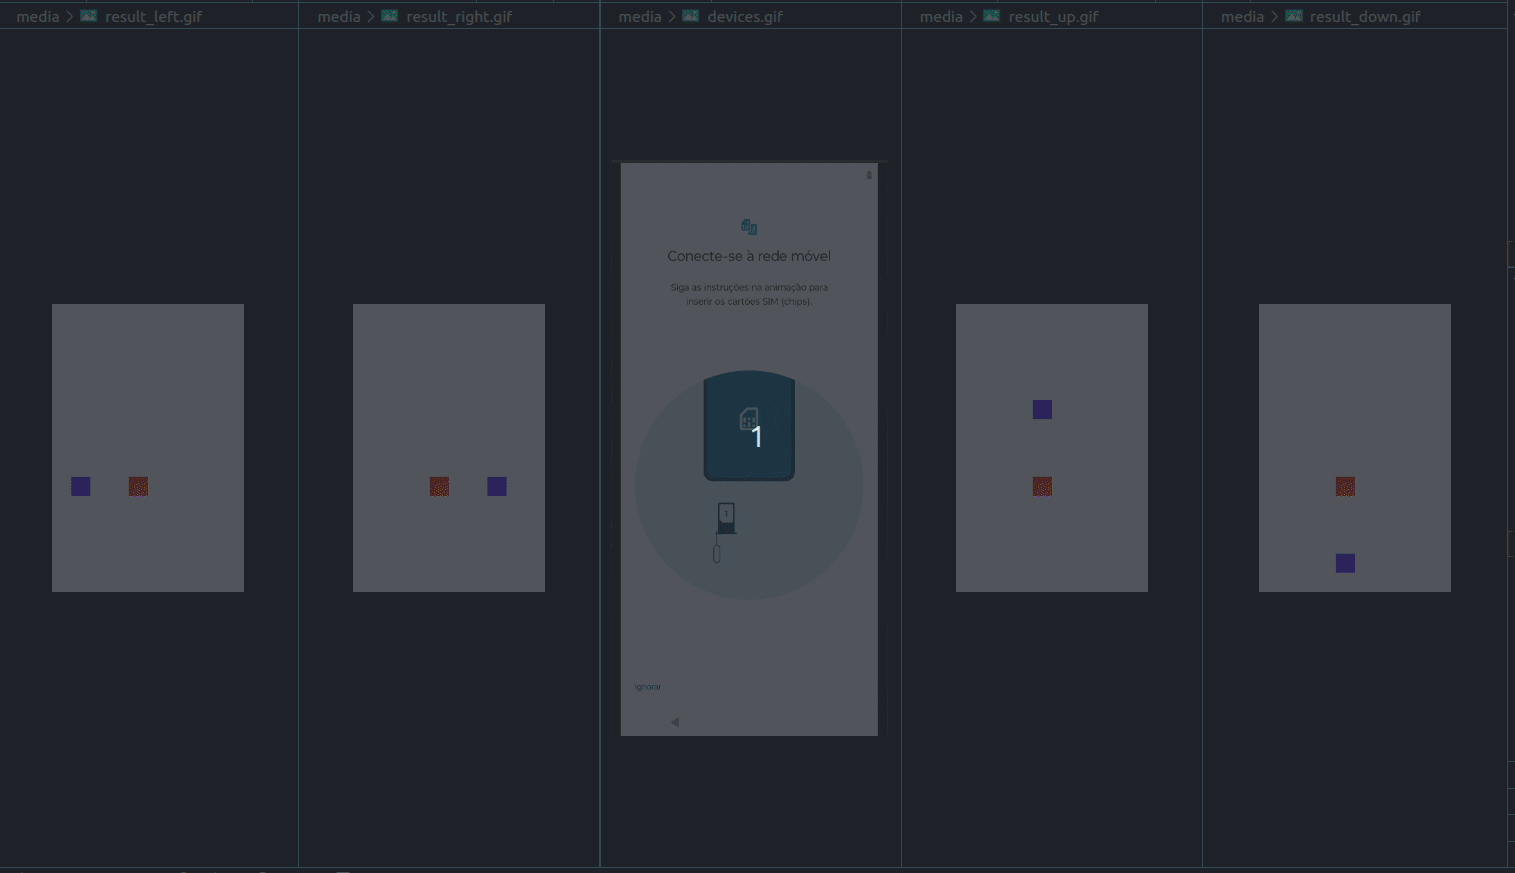 media > result_left.gif
media > result_right.gif
media > devices.gif
media > result_up.gif
media > result_down.gif
Conecte-se à rede móvel
Siga as instruções na animação para
inserir os cartões SIM (chips).
1
1
Ignorar